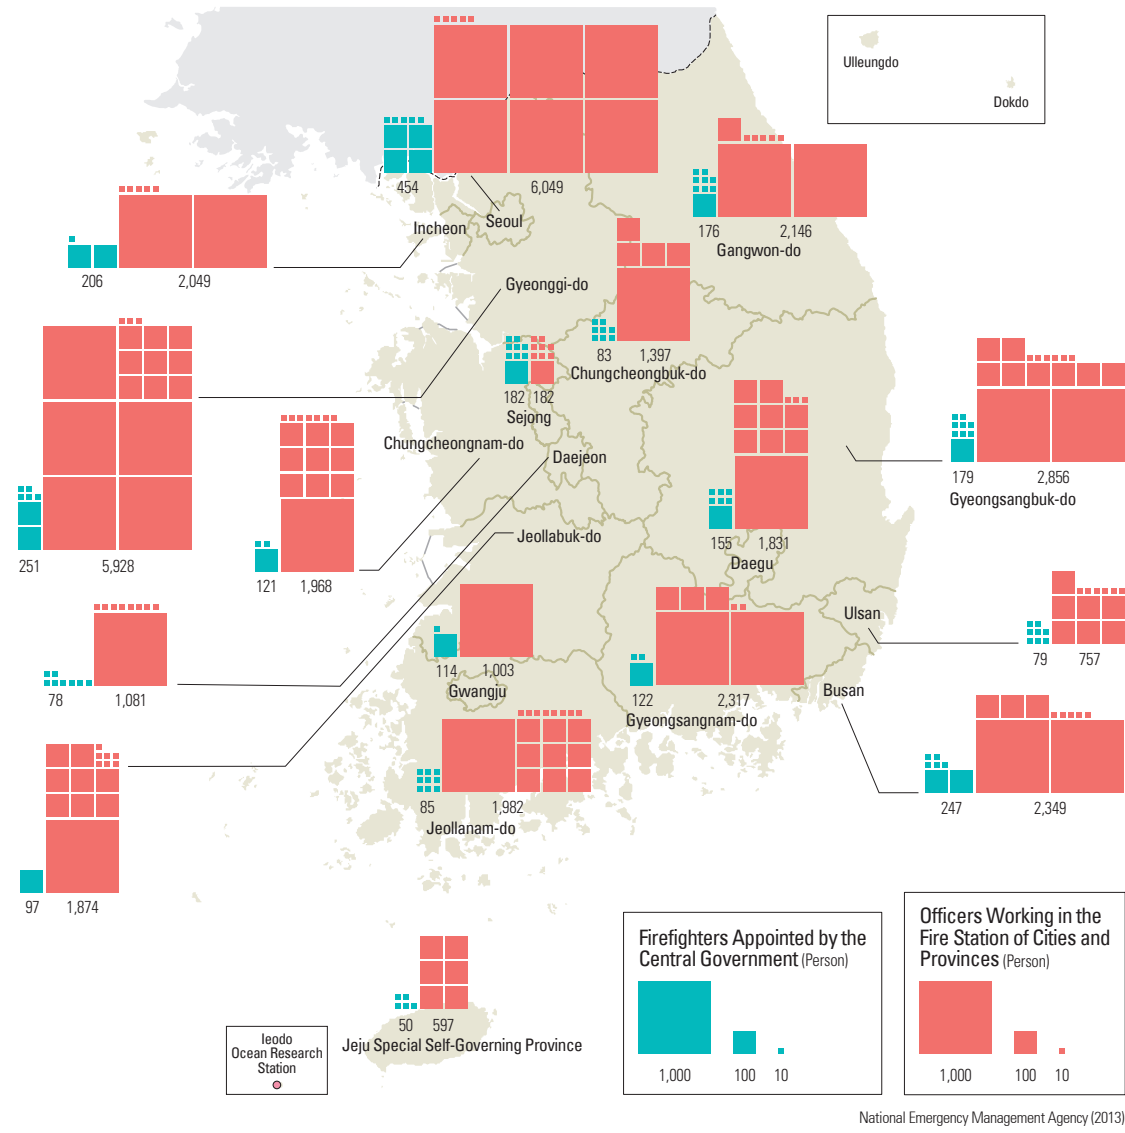 Ulleungdo
Dokdo
454
6,049
Seoul
Incheon
206
2,049
176
2,146
Gangwon-do
Gyeonggi-do
83
1,397
Chungcheongbuk-do
182
182
Sejong
Chungcheongnam-do
Daejeon
179
2,856
Gyeongsangbuk-do
251
5,928
121
1,968
Jeollabuk-do
155
1,831
Daegu
Ulsan
79
757
78
1,081
114
1,003
Gwangju
122
2,317
Gyeongsangnam-do
Busan
247
2,349
85
1,982
Jeollanam-do
97
1,874
50
597
Jeju Special Self-Governing Province
Ieodo
Ocean Research
Station
Firefighters Appointed by the
Central Government (Person)
1,000
100
10
Officers Working in the
Fire Station of Cities and
Provinces (Person)
1,000
100
10
National Emergency Management Agency (2013)